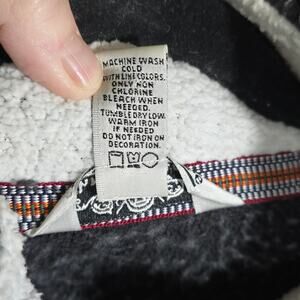 MACHINE WASH
COLD
WITH LINE COLORS.
ONLY NON
CHLORINE
BLEACH WHEN
NEEDED.
TUMBLE DRY LOW.
WARM IRON
IF NEEDED
DO NOT IRON ON
DECORATION.